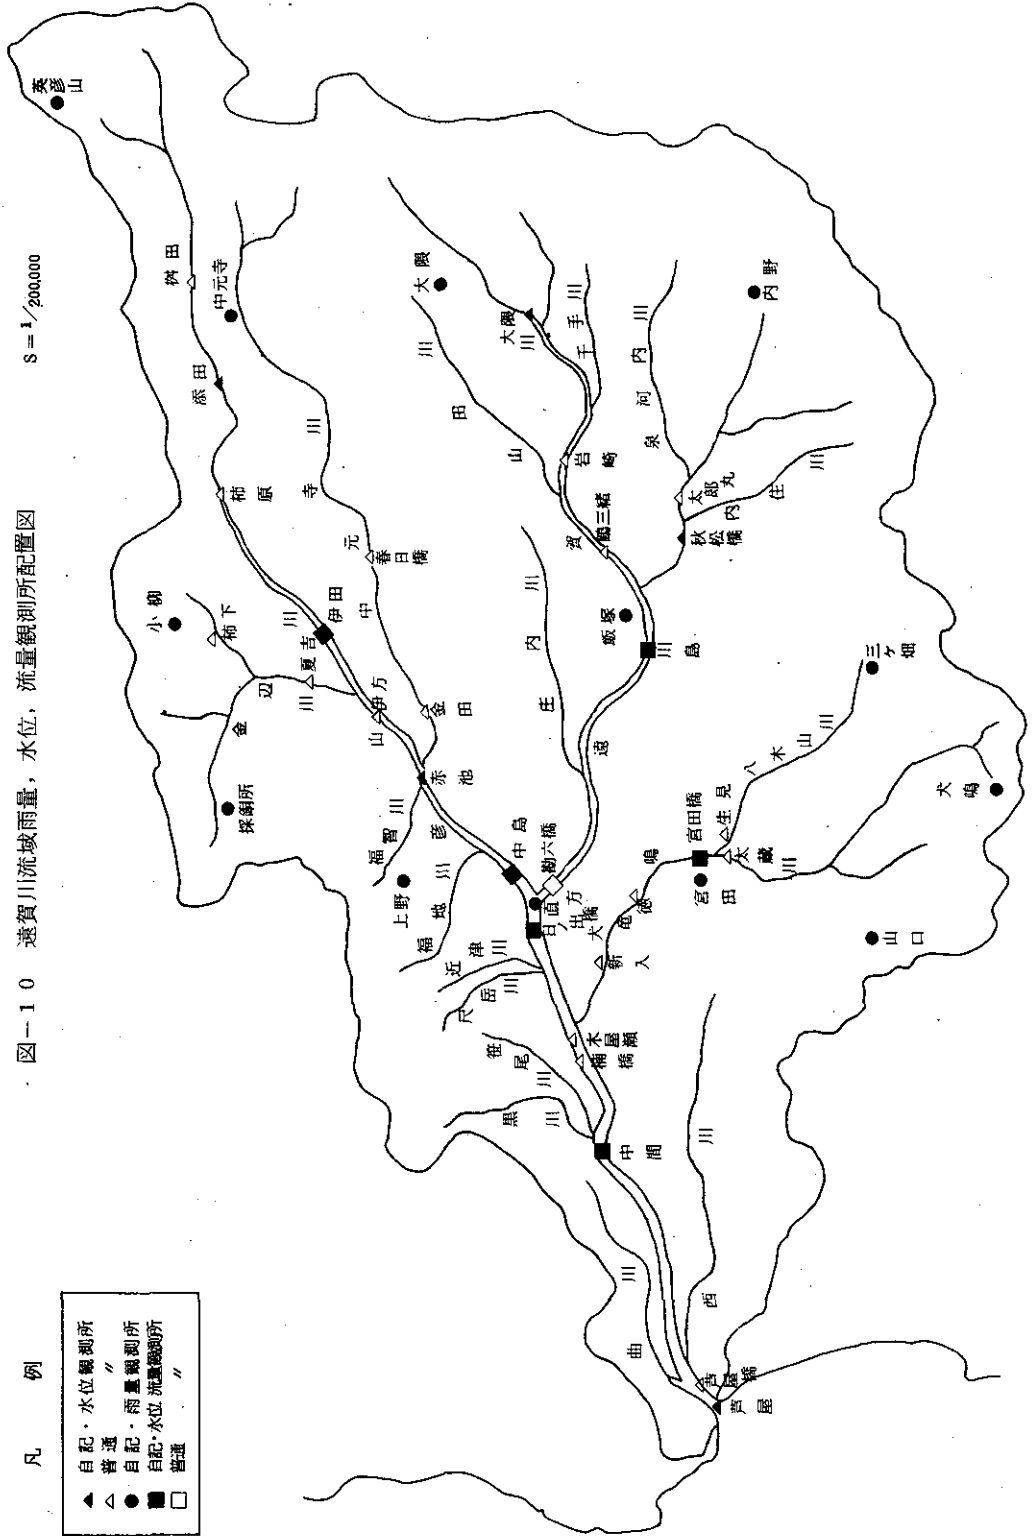 図－10　遠賀川流域雨量，水位，流量観測所配置図
S＝1/200,000
凡　例
自記・水位観測所
普通　〃
自記・雨量観測所
自記・水位流量観測所
普通　〃
英彦山
桝田
中元寺
添田
柿原
小柳
柿下
夏吉
伊田
伊方
金田
春日橋
採銅所
赤池
上野
中島
勘六橋
直方
日ノ出橋
大隈
大隈
岩崎
鶴三緒
飯塚
川島
内野
太郎丸
秋松橋
三ヶ畑
犬鳴
生見
宮田橋
太蔵
宮田
山口
新入
木屋瀬
楠橋
中間
芦屋橋
芦屋
彦山川
中元寺川
金辺川
福智川
福地川
近津川
尺岳川
笹尾川
黒川
曲川
西川
遠賀川
庄内川
山田川
千手川
泉河内川
内住川
八木山川
犬鳴川